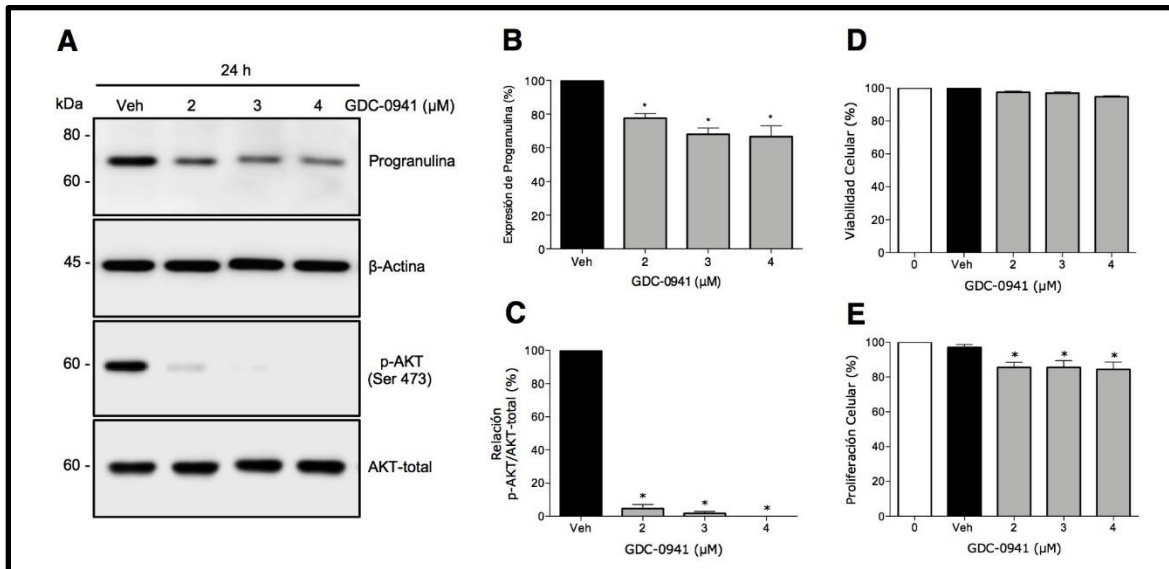 A
24 h
kDa
Veh 2 3 4 GDC-0941 (µM)
80 -
Progranulina
60 -
45 -
β-Actina
60 -
p-AKT
(Ser 473)
60 -
AKT-total
B
Expresión de Progranulina (%)
100
80
60
40
20
0
* * *
Veh 2 3 4
GDC-0941 (µM)
C
Relación
p-AKT/AKT-total (%)
100
80
60
40
20
0
* * *
Veh 2 3 4
GDC-0941 (µM)
D
Viabilidad Celular (%)
100
80
60
40
20
0
0 Veh 2 3 4
GDC-0941 (µM)
E
Proliferación Celular (%)
100
80
60
40
20
0
* * *
0 Veh 2 3 4
GDC-0941 (µM)